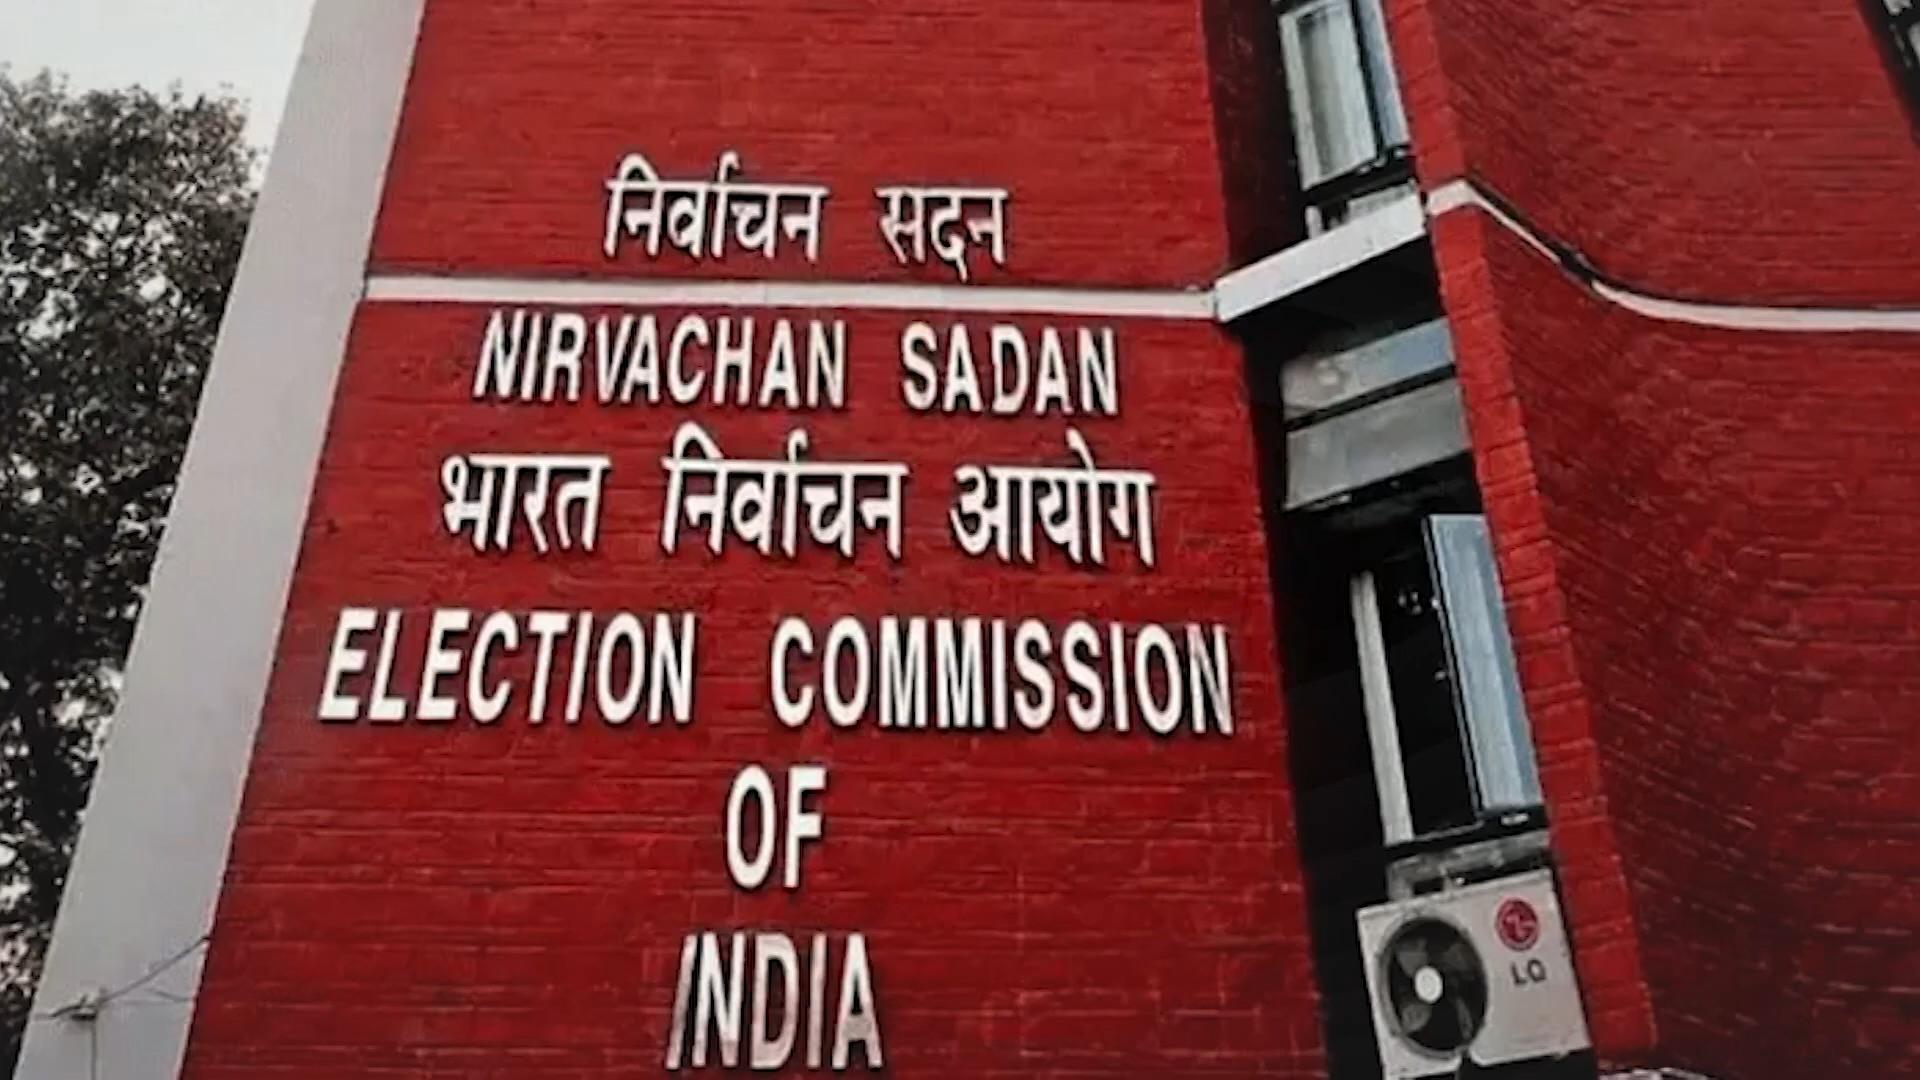 निर्वाचन सदन
NIRVACHAN SADAN
भारत निर्वाचन आयोग
ELECTION COMMISSION
OF
INDIA
LG